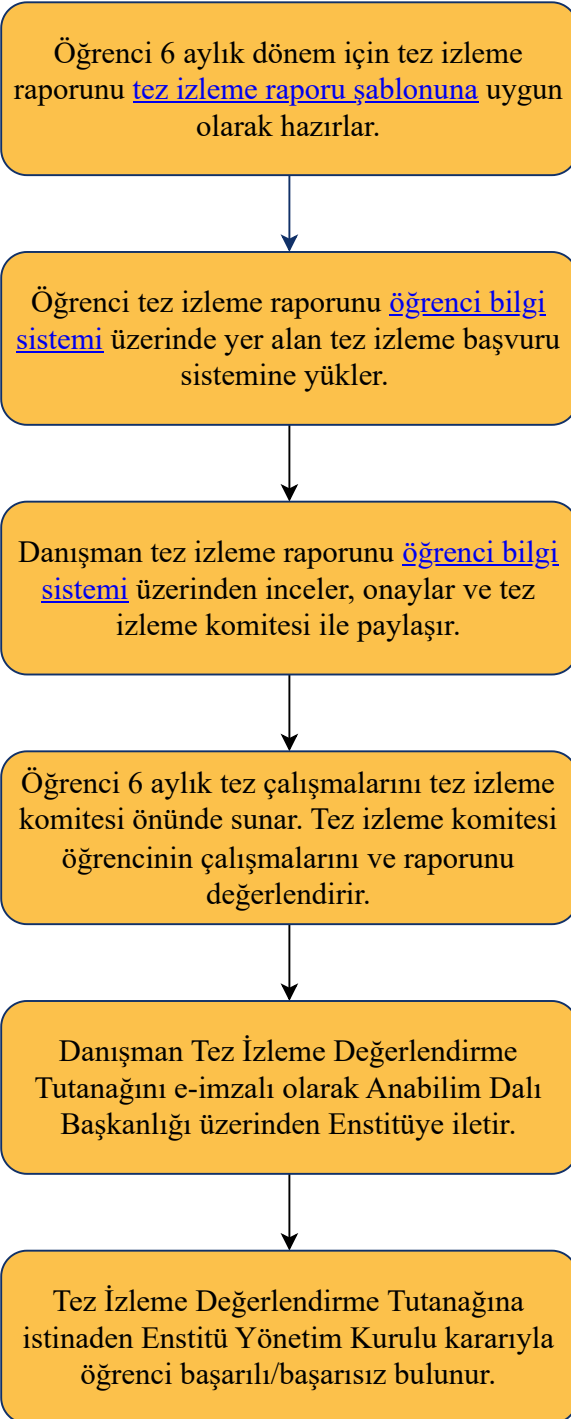 Öğrenci 6 aylık dönem için tez izleme
raporunu tez izleme raporu şablonuna uygun
olarak hazırlar.
Öğrenci tez izleme raporunu öğrenci bilgi
sistemi üzerinde yer alan tez izleme başvuru
sistemine yükler.
Danışman tez izleme raporunu öğrenci bilgi
sistemi üzerinden inceler, onaylar ve tez
izleme komitesi ile paylaşır.
Öğrenci 6 aylık tez çalışmalarını tez izleme
komitesi önünde sunar. Tez izleme komitesi
öğrencinin çalışmalarını ve raporunu
değerlendirir.
Danışman Tez İzleme Değerlendirme
Tutanağını e-imzalı olarak Anabilim Dalı
Başkanlığı üzerinden Enstitüye iletir.
Tez İzleme Değerlendirme Tutanağına
istinaden Enstitü Yönetim Kurulu kararıyla
öğrenci başarılı/başarısız bulunur.